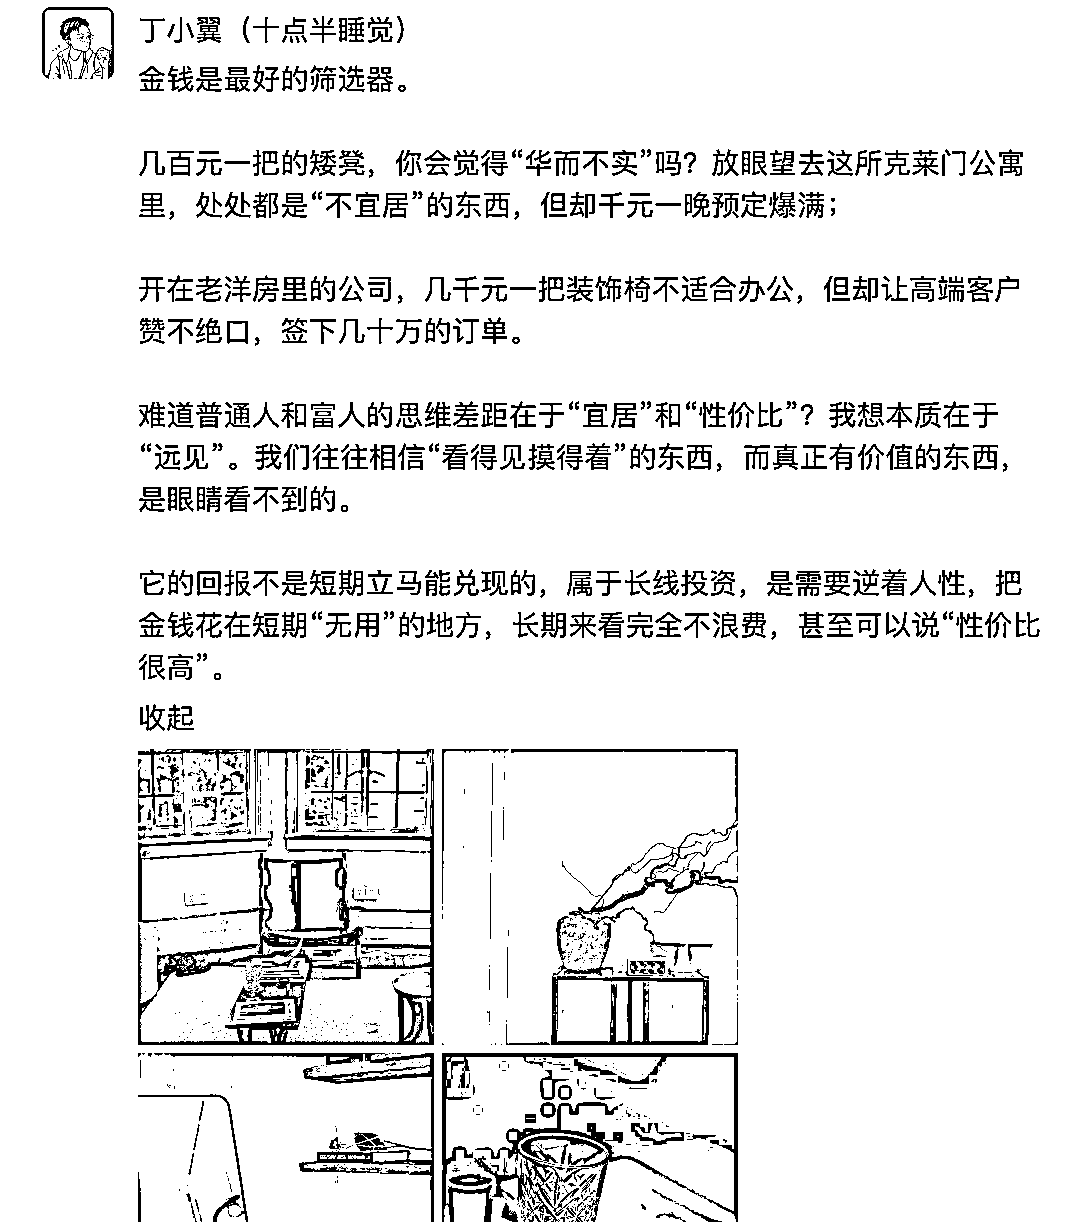 丁小翼（十点半睡觉）
金钱是最好的筛选器。
几百元一把的矮凳，你会觉得“华而不实”吗？放眼望去这所克莱门公寓
里，处处都是“不宜居”的东西，但却千元一晚预定爆满；
开在老洋房里的公司，几千元一把装饰椅不适合办公，但却让高端客户
赞不绝口，签下几十万的订单。
难道普通人和富人的思维差距在于“宜居”和“性价比”？我想本质在于
“远见”。我们往往相信“看得见摸得着”的东西，而真正有价值的东西，
是眼睛看不到的。
它的回报不是短期立马能兑现的，属于长线投资，是需要逆着人性，把
金钱花在短期“无用”的地方，长期来看完全不浪费，甚至可以说“性价比
很高”。
收起